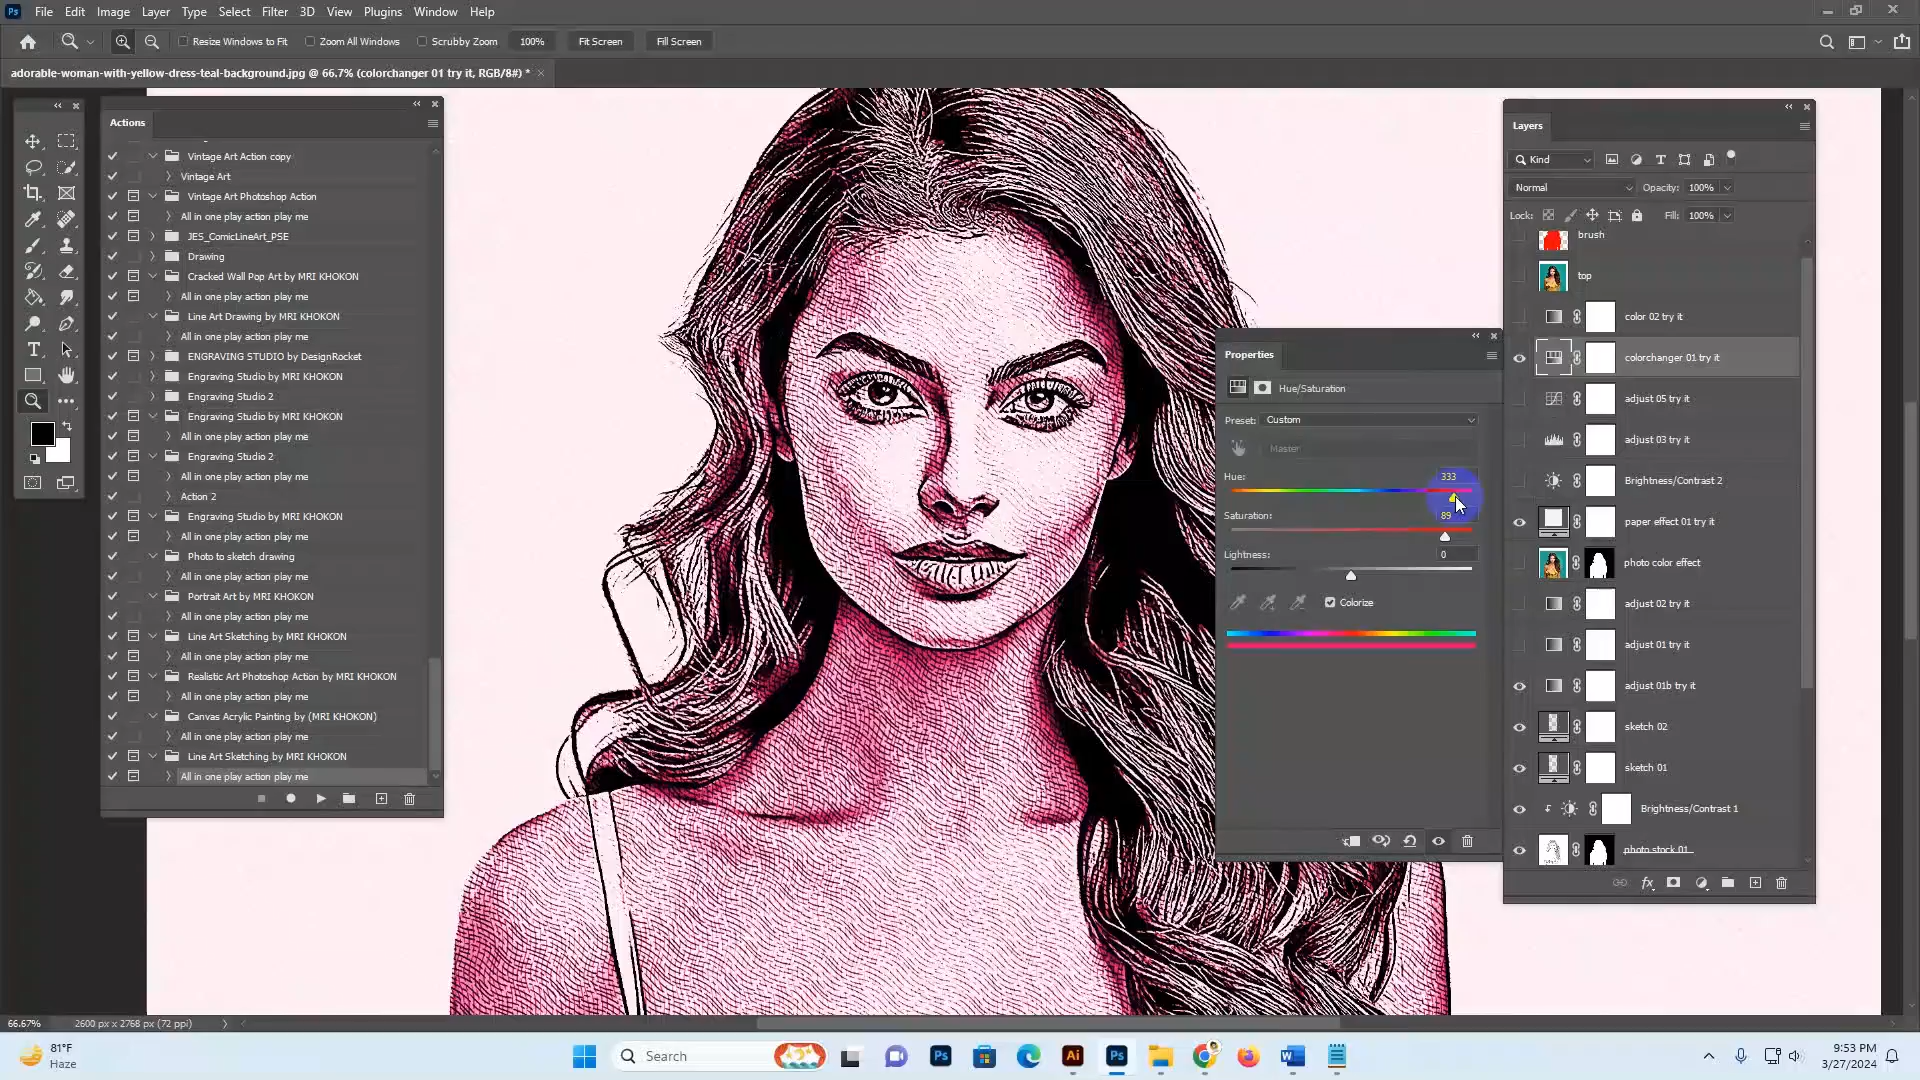 Ps File Edit Image Layer Type Select Filter 3D View Plugins Window Help
Resize Windows to Fit Zoom All Windows Scrubby Zoom 100% Fit Screen Fill Screen
adorable-woman-with-yellow-dress-teal-background.jpg @ 66.7% (colorchanger 01 try it, RGB/8#) *
Actions
Vintage Art Action copy
Vintage Art
Vintage Art Photoshop Action
All in one play action play me
JES_ComicLineArt_PSE
Drawing
Cracked Wall Pop Art by MRI KHOKON
All in one play action play me
Line Art Drawing by MRI KHOKON
All in one play action play me
ENGRAVING STUDIO by DesignRocket
Engraving Studio by MRI KHOKON
Engraving Studio 2
Engraving Studio by MRI KHOKON
All in one play action play me
Engraving Studio 2
All in one play action play me
Action 2
Engraving Studio by MRI KHOKON
All in one play action play me
Photo to sketch drawing
All in one play action play me
Portrait Art by MRI KHOKON
All in one play action play me
Line Art Sketching by MRI KHOKON
All in one play action play me
Realistic Art Photoshop Action by MRI KHOKON
All in one play action play me
Canvas Acrylic Painting by (MRI KHOKON)
All in one play action play me
Line Art Sketching by MRI KHOKON
All in one play action play me
Properties
Hue/Saturation
Preset: Custom
Master
Hue: 333
Saturation: 89
Lightness: 0
Colorize
Layers
Kind
Normal Opacity: 100%
Lock: Fill: 100%
brush
top
color 02 try it
colorchanger 01 try it
adjust 05 try it
adjust 03 try it
Brightness/Contrast 2
paper effect 01 try it
photo color effect
adjust 02 try it
adjust 01 try it
adjust 01b try it
sketch 02
sketch 01
Brightness/Contrast 1
photo stock 01
fx
66.67% 2600 px x 2768 px (72 ppi)
81°F
Haze
Search
Ps Ai Ps W
9:53 PM
3/27/2024